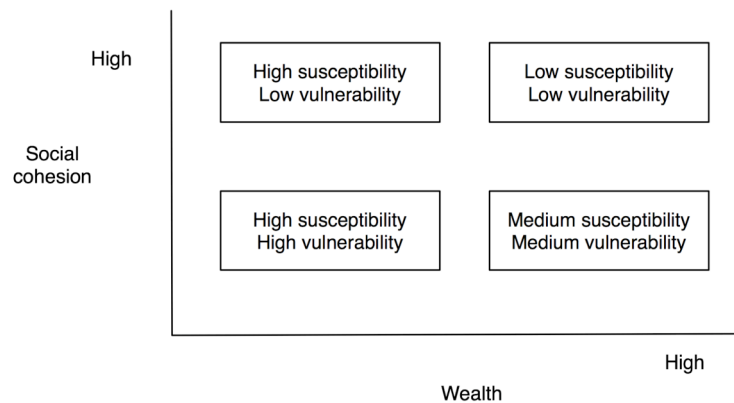 High
High susceptibility
Low vulnerability
Low susceptibility
Low vulnerability
Social
cohesion
High susceptibility
High vulnerability
Medium susceptibility
Medium vulnerability
High
Wealth